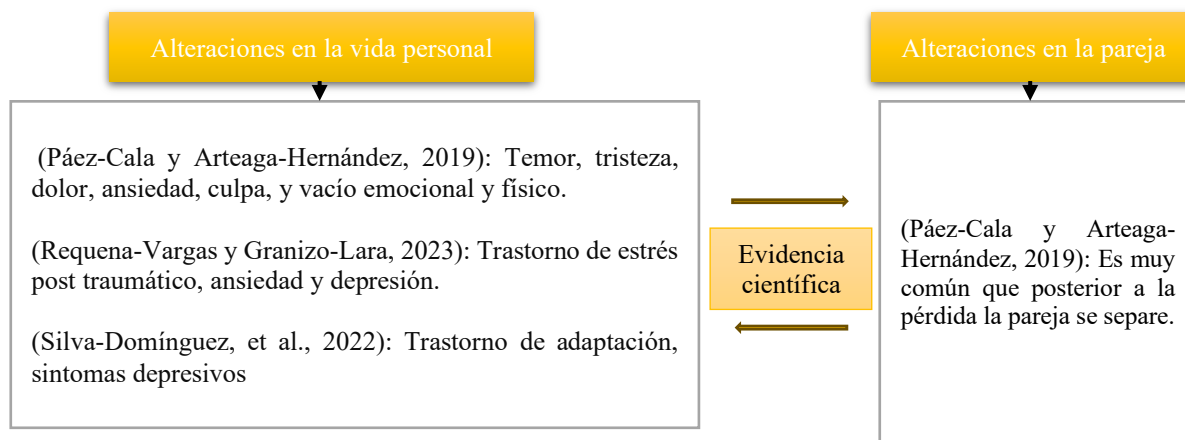 Alteraciones en la vida personal
Alteraciones en la pareja
(Páez-Cala y Arteaga-Hernández, 2019): Temor, tristeza,
dolor, ansiedad, culpa, y vacío emocional y físico.
(Requena-Vargas y Granizo-Lara, 2023): Trastorno de estrés
post traumático, ansiedad y depresión.
(Silva-Domínguez, et al., 2022): Trastorno de adaptación,
sintomas depresivos
Evidencia
científica
(Páez-Cala y Arteaga-
Hernández, 2019): Es muy
común que posterior a la
pérdida la pareja se separe.